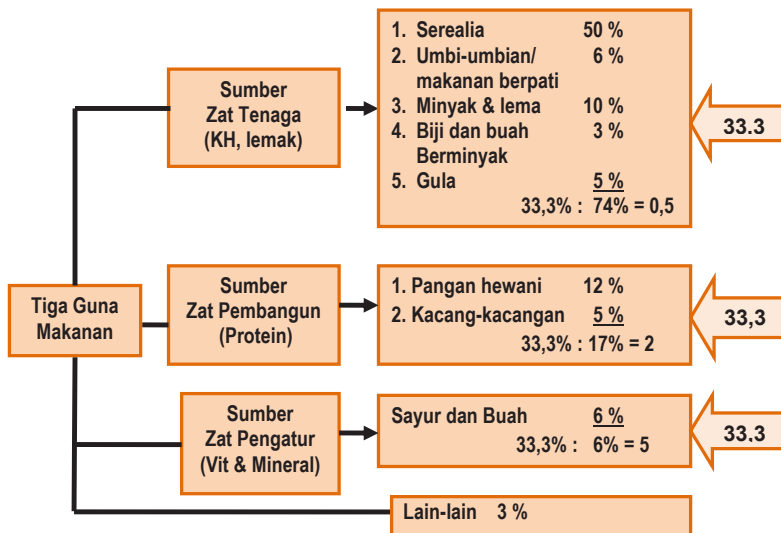 Tiga Guna
Makanan
Sumber
Zat Tenaga
(KH, lemak)
1. Serealia 50 %
2. Umbi-umbian/ 6 %
makanan berpati
3. Minyak & lema 10 %
4. Biji dan buah 3 %
Berminyak
5. Gula 5 %
33,3% : 74% = 0,5
33.3
Sumber
Zat Pembangun
(Protein)
1. Pangan hewani 12 %
2. Kacang-kacangan 5 %
33,3% : 17% = 2
33,3
Sumber
Zat Pengatur
(Vit & Mineral)
Sayur dan Buah 6 %
33,3% : 6% = 5
33.3
Lain-lain 3 %